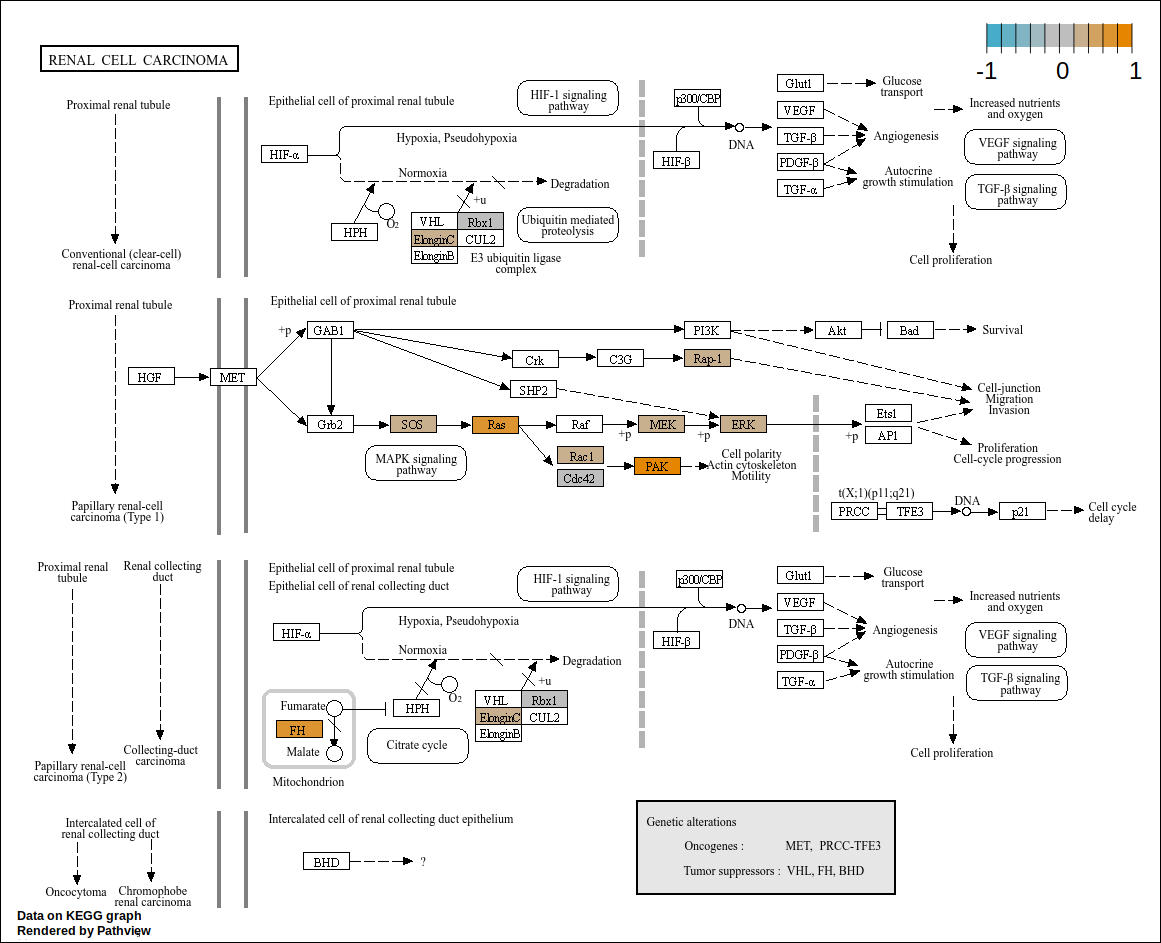 -1 0 1
RENAL CELL CARCINOMA
Proximal renal tubule
Conventional (clear-cell)
renal-cell carcinoma
Epithelial cell of proximal renal tubule
HIF-1 signaling
pathway
Hypoxia, Pseudohypoxia
HIF-α
Normoxia
Degradation
+u
O2
HPH
VHL Rbx1
ElonginC CUL2
ElonginB
E3 ubiquitin ligase
complex
Ubiquitin mediated
proteolysis
p300/CBP
HIF-β
DNA
Glut1
VEGF
TGF-β
PDGF-β
TGF-α
Glucose
transport
Angiogenesis
Autocrine
growth stimulation
Increased nutrients
and oxygen
VEGF signaling
pathway
TGF-β signaling
pathway
Cell proliferation
Proximal renal tubule
Papillary renal-cell
carcinoma (Type 1)
Epithelial cell of proximal renal tubule
HGF
MET
+p
GAB1
PI3K
Akt
Bad
Survival
Crk
C3G
Rap-1
SHP2
Cell-junction
Migration
Invasion
Grb2
SOS
Ras
Raf
+p
MEK
+p
ERK
+p
Ets1
AP1
Proliferation
Cell-cycle progression
MAPK signaling
pathway
Rac1
Cdc42
PAK
Cell polarity
Actin cytoskeleton
Motility
t(X;1)(p11;q21)
PRCC TFE3
DNA
p21
Cell cycle
delay
Proximal renal
tubule
Renal collecting
duct
Papillary renal-cell
carcinoma (Type 2)
Collecting-duct
carcinoma
Epithelial cell of proximal renal tubule
Epithelial cell of renal collecting duct
HIF-1 signaling
pathway
Hypoxia, Pseudohypoxia
HIF-α
Normoxia
Degradation
+u
O2
HPH
VHL Rbx1
ElonginC CUL2
ElonginB
Fumarate
FH
Malate
Mitochondrion
Citrate cycle
p300/CBP
HIF-β
DNA
Glut1
VEGF
TGF-β
PDGF-β
TGF-α
Glucose
transport
Angiogenesis
Autocrine
growth stimulation
Increased nutrients
and oxygen
VEGF signaling
pathway
TGF-β signaling
pathway
Cell proliferation
Intercalated cell of
renal collecting duct
Oncocytoma
Chromophobe
renal carcinoma
Intercalated cell of renal collecting duct epithelium
BHD
?
Genetic alterations
Oncogenes : MET, PRCC-TFE3
Tumor suppressors : VHL, FH, BHD
Data on KEGG graph
Rendered by Pathview